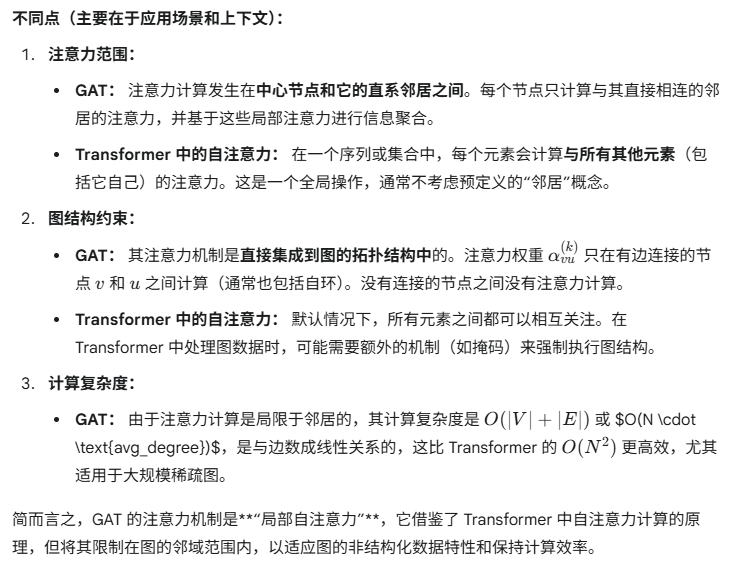 不同点（主要在于应用场景和上下文）：
1. 注意力范围：
• GAT： 注意力计算发生在中心节点和它的直系邻居之间。每个节点只计算与其直接相连的邻
居的注意力，并基于这些局部注意力进行信息聚合。
• Transformer 中的自注意力： 在一个序列或集合中，每个元素会计算与所有其他元素（包
括它自己）的注意力。这是一个全局操作，通常不考虑预定义的“邻居”概念。
2. 图结构约束：
• GAT： 其注意力机制是直接集成到图的拓扑结构中的。注意力权重 α_{vu}^{(k)} 只在有边连接的节
点 v 和 u 之间计算（通常也包括自环）。没有连接的节点之间没有注意力计算。
• Transformer 中的自注意力： 默认情况下，所有元素之间都可以相互关注。在
Transformer 中处理图数据时，可能需要额外的机制（如掩码）来强制执行图结构。
3. 计算复杂度：
• GAT： 由于注意力计算是局限于邻居的，其计算复杂度是 O(|V| + |E|) 或 $O(N \cdot
\text{avg_degree})$，是与边数成线性关系的，这比 Transformer 的 O(N²) 更高效，尤其
适用于大规模稀疏图。
简而言之，GAT 的注意力机制是**“局部自注意力”**，它借鉴了 Transformer 中自注意力计算的原
理，但将其限制在图的邻域范围内，以适应图的非结构化数据特性和保持计算效率。